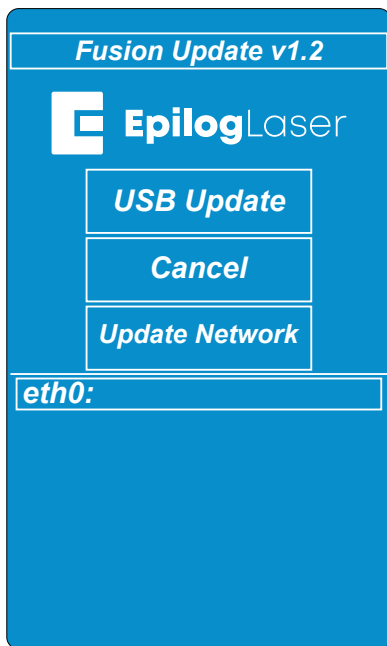 Fusion Update v1.2
EpilogLaser
USB Update
Cancel
Update Network
eth0: